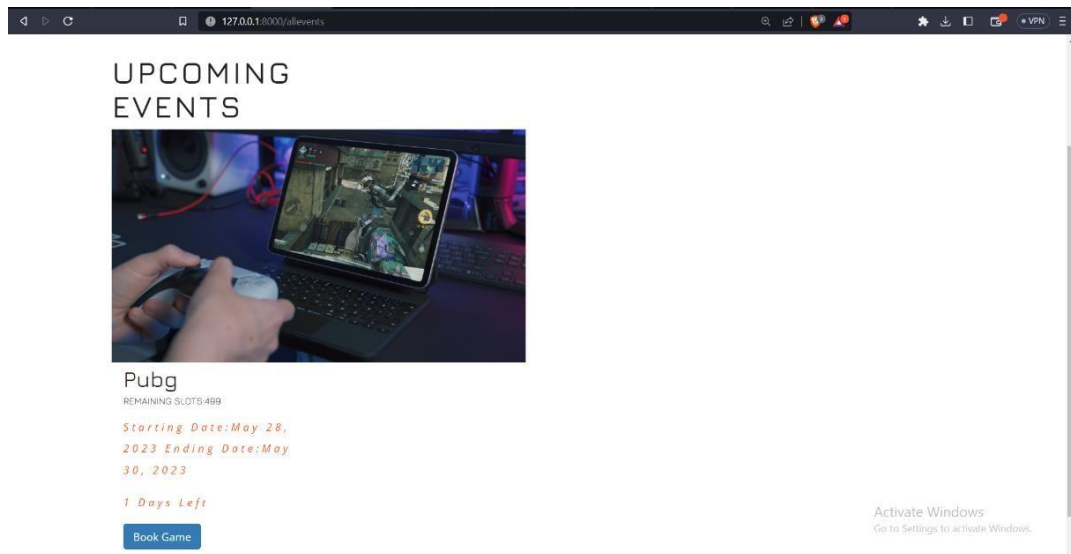 127.0.0.1:8000/allevents
VPN
UPCOMING
EVENTS
Pubg
REMAINING SLOTS:499
Starting Date:May 28,
2023 Ending Date:May
30, 2023
1 Days Left
Book Game
Activate Windows
Go to Settings to activate Windows.